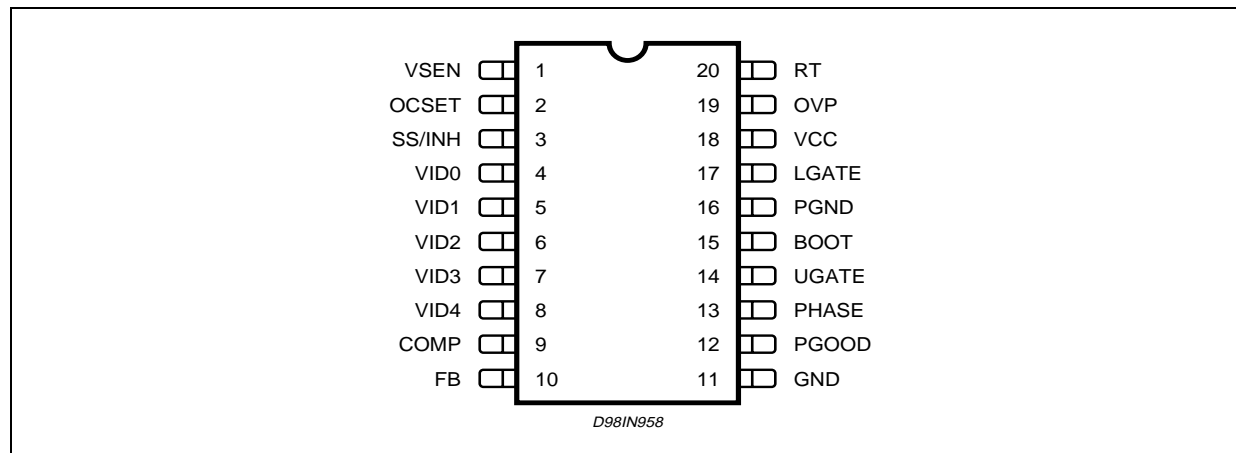 VSEN 1 20 RT
OCSET 2 19 OVP
SS/INH 3 18 VCC
VID0 4 17 LGATE
VID1 5 16 PGND
VID2 6 15 BOOT
VID3 7 14 UGATE
VID4 8 13 PHASE
COMP 9 12 PGOOD
FB 10 11 GND
D98IN958